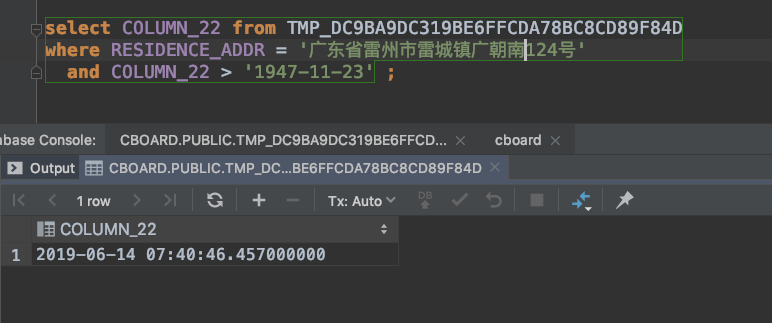 select COLUMN_22 from TMP_DC9BA9DC319BE6FFCDA78BC8CD89F84D
where RESIDENCE_ADDR = '广东省雷州市雷城镇广朝南124号'
and COLUMN_22 > '1947-11-23' ;
abase Console: CBOARD.PUBLIC.TMP_DC9BA9DC319BE6FFCD... × cboard ×
Output CBOARD.PUBLIC.TMP_DC...BE6FFCDA78BC8CD89F84D ×
1 row Tx: Auto DB
COLUMN_22
1 2019-06-14 07:40:46.457000000